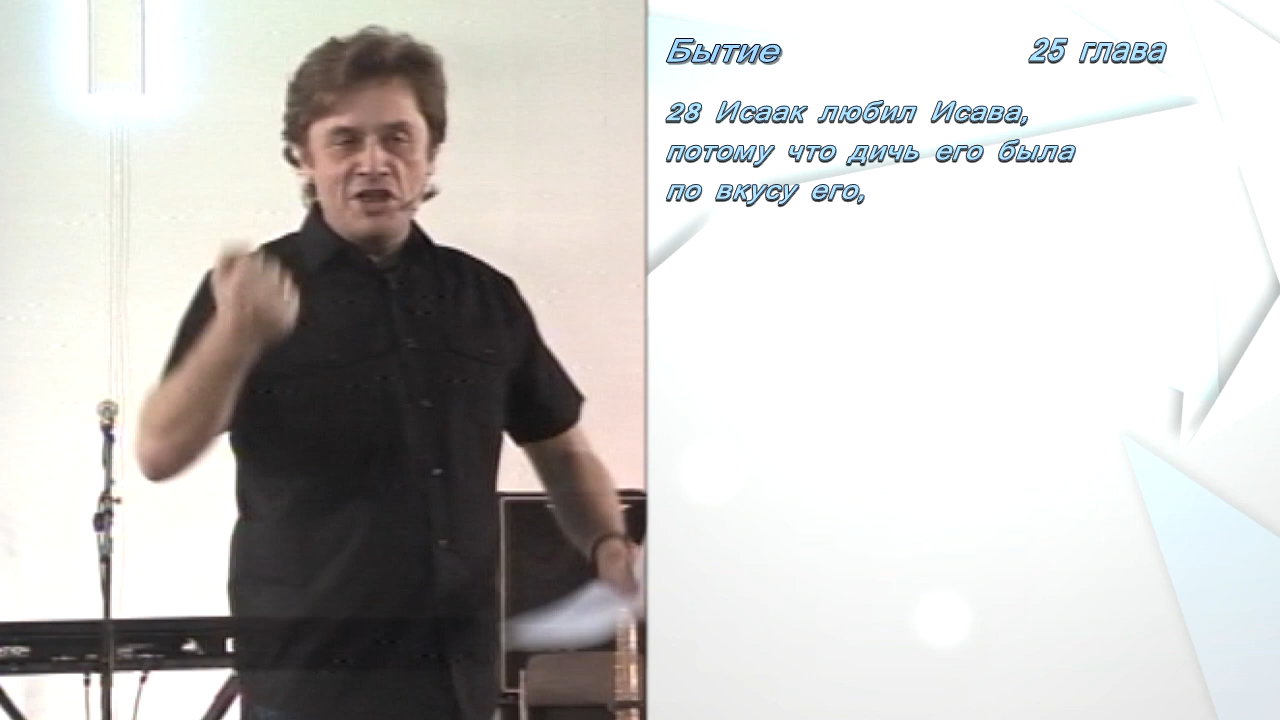 Бытие 25 глава
28 Исаак любил Исава,
потому что дичь его была
по вкусу его,